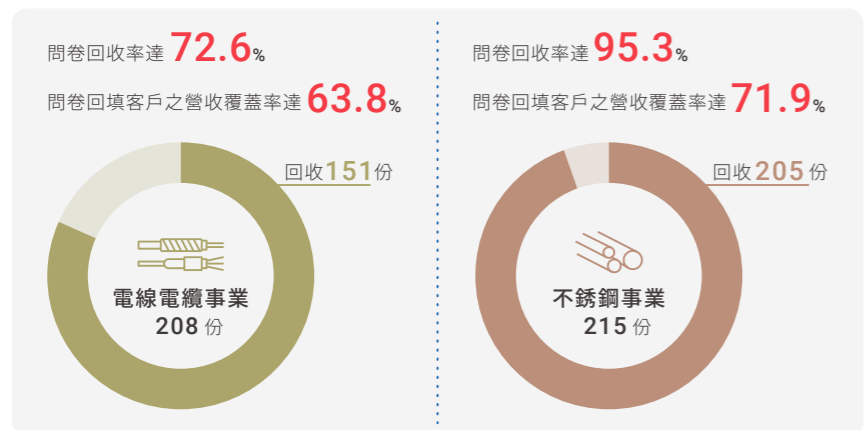 問卷回收率達 72.6%
問卷回填客戶之營收覆蓋率達 63.8%
回收151份
電線電纜事業
208 份
問卷回收率達 95.3%
問卷回填客戶之營收覆蓋率達 71.9%
回收205份
不銹鋼事業
215 份